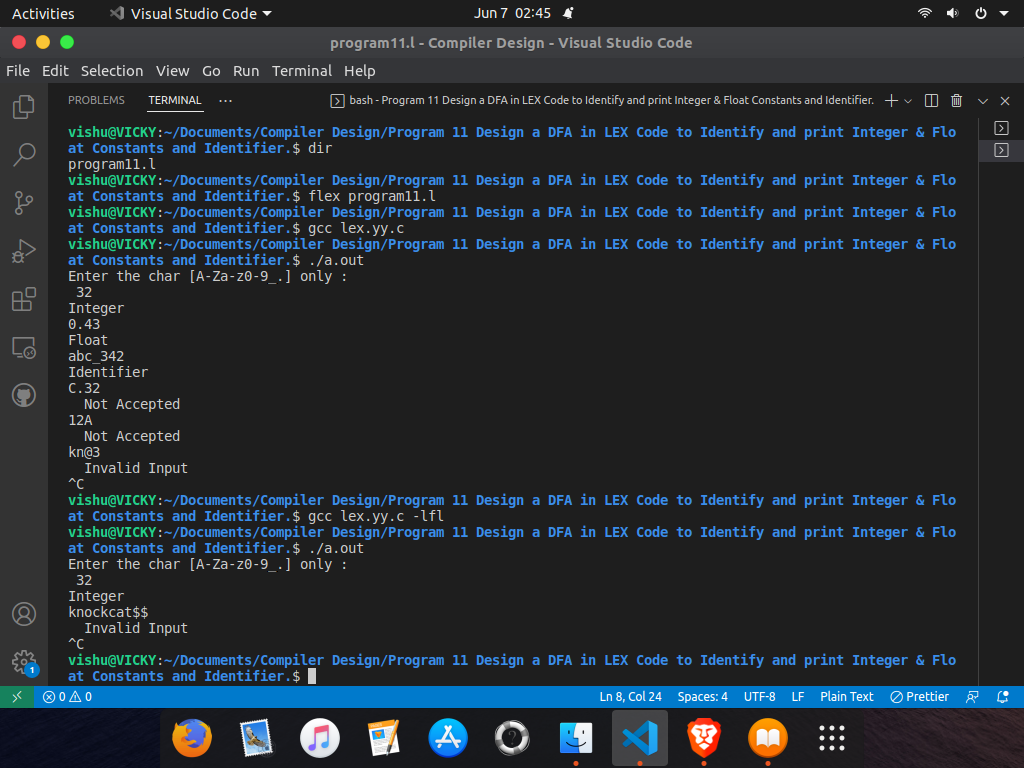 Activities Visual Studio Code Jun 7 02:45
program11.l - Compiler Design - Visual Studio Code
File Edit Selection View Go Run Terminal Help
PROBLEMS TERMINAL ··· bash - Program 11 Design a DFA in LEX Code to Identify and print Integer & Float Constants and Identifier.
vishu@VICKY:~/Documents/Compiler Design/Program 11 Design a DFA in LEX Code to Identify and print Integer & Flo
at Constants and Identifier.$ dir
program11.l
vishu@VICKY:~/Documents/Compiler Design/Program 11 Design a DFA in LEX Code to Identify and print Integer & Flo
at Constants and Identifier.$ flex program11.l
vishu@VICKY:~/Documents/Compiler Design/Program 11 Design a DFA in LEX Code to Identify and print Integer & Flo
at Constants and Identifier.$ gcc lex.yy.c
vishu@VICKY:~/Documents/Compiler Design/Program 11 Design a DFA in LEX Code to Identify and print Integer & Flo
at Constants and Identifier.$ ./a.out
Enter the char [A-Za-z0-9_.] only :
32
Integer
0.43
Float
abc_342
Identifier
C.32
Not Accepted
12A
Not Accepted
kn@3
Invalid Input
^C
vishu@VICKY:~/Documents/Compiler Design/Program 11 Design a DFA in LEX Code to Identify and print Integer & Flo
at Constants and Identifier.$ gcc lex.yy.c -lfl
vishu@VICKY:~/Documents/Compiler Design/Program 11 Design a DFA in LEX Code to Identify and print Integer & Flo
at Constants and Identifier.$ ./a.out
Enter the char [A-Za-z0-9_.] only :
32
Integer
knockcat$$
Invalid Input
^C
vishu@VICKY:~/Documents/Compiler Design/Program 11 Design a DFA in LEX Code to Identify and print Integer & Flo
at Constants and Identifier.$
1
0 0 Ln 8, Col 24 Spaces: 4 UTF-8 LF Plain Text Prettier